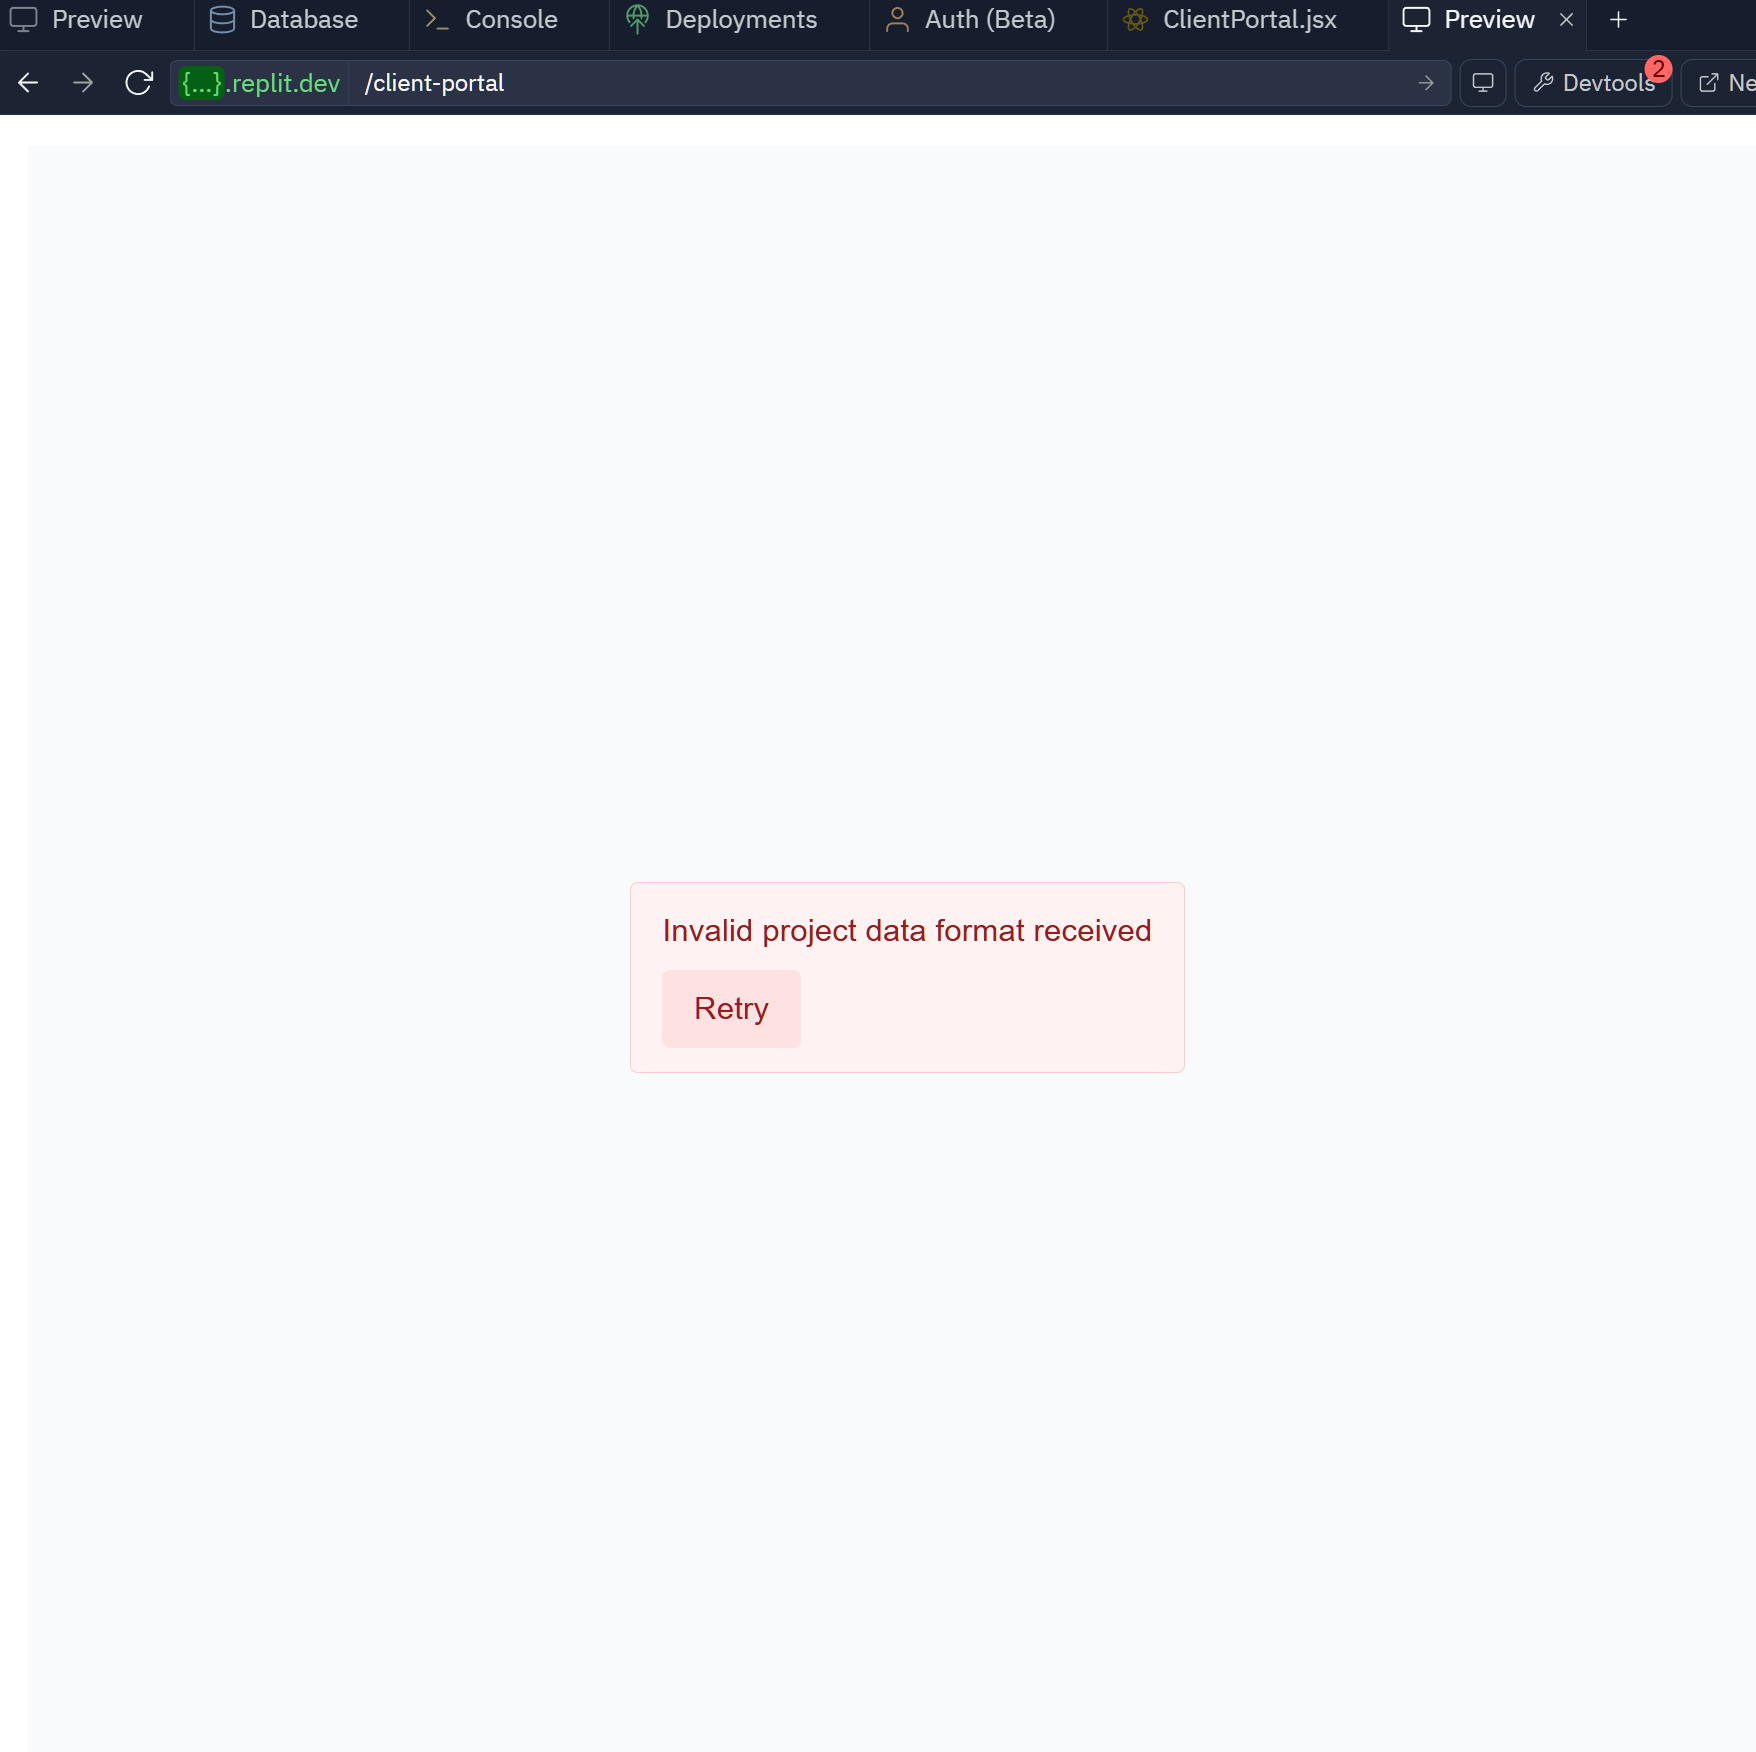 Preview Database Console Deployments Auth (Beta) ClientPortal.jsx Preview
{...}.replit.dev /client-portal Devtools 2 Ne
Invalid project data format received
Retry